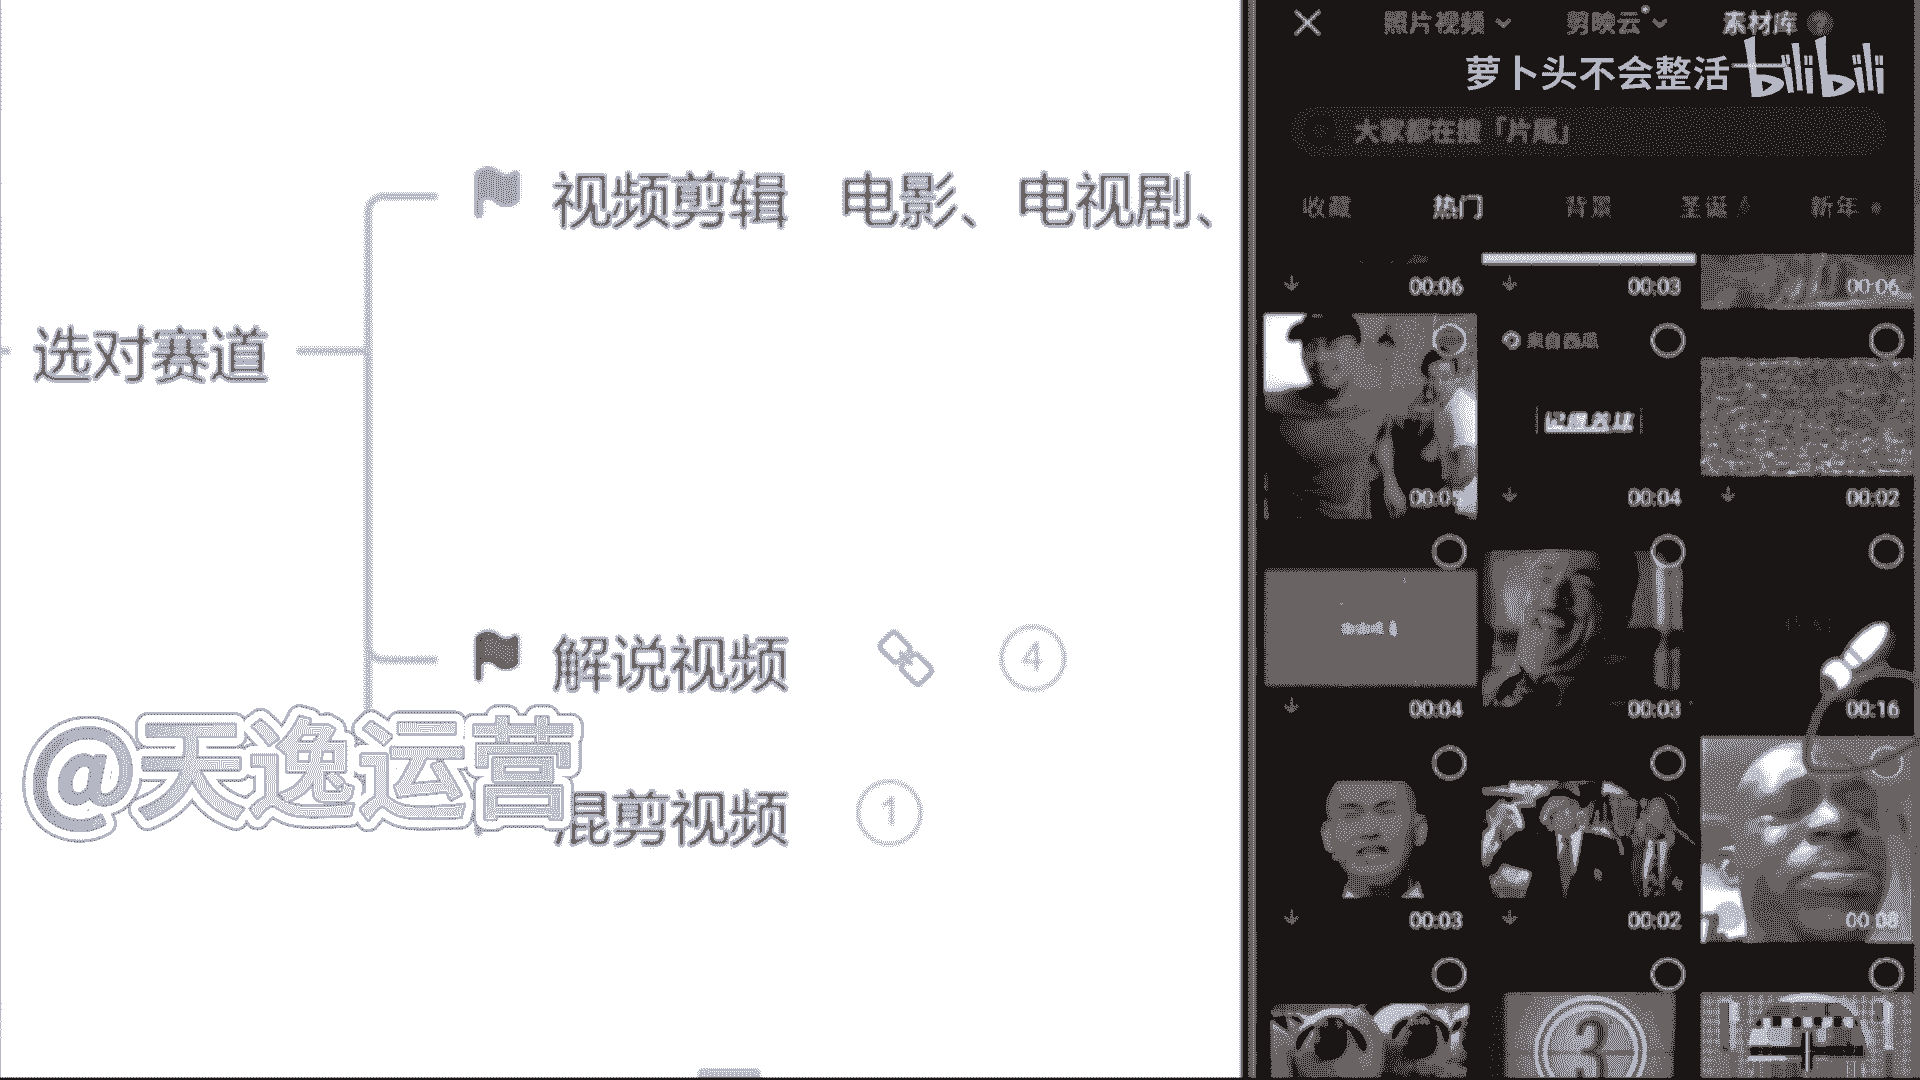 选对赛道
视频剪辑 电影、电视剧、
解说视频 4
混剪视频 1
@天逸运营
照片视频 剪映云 素材库 ?
萝卜头不会整活 bilibili
大家都在搜「片尾」
收藏 热门 背景 圣诞 新年
00:06 00:03 00:06
来自西瓜
00:05 00:04 00:02
00:04 00:03 00:16
00:03 00:02 00:08
3